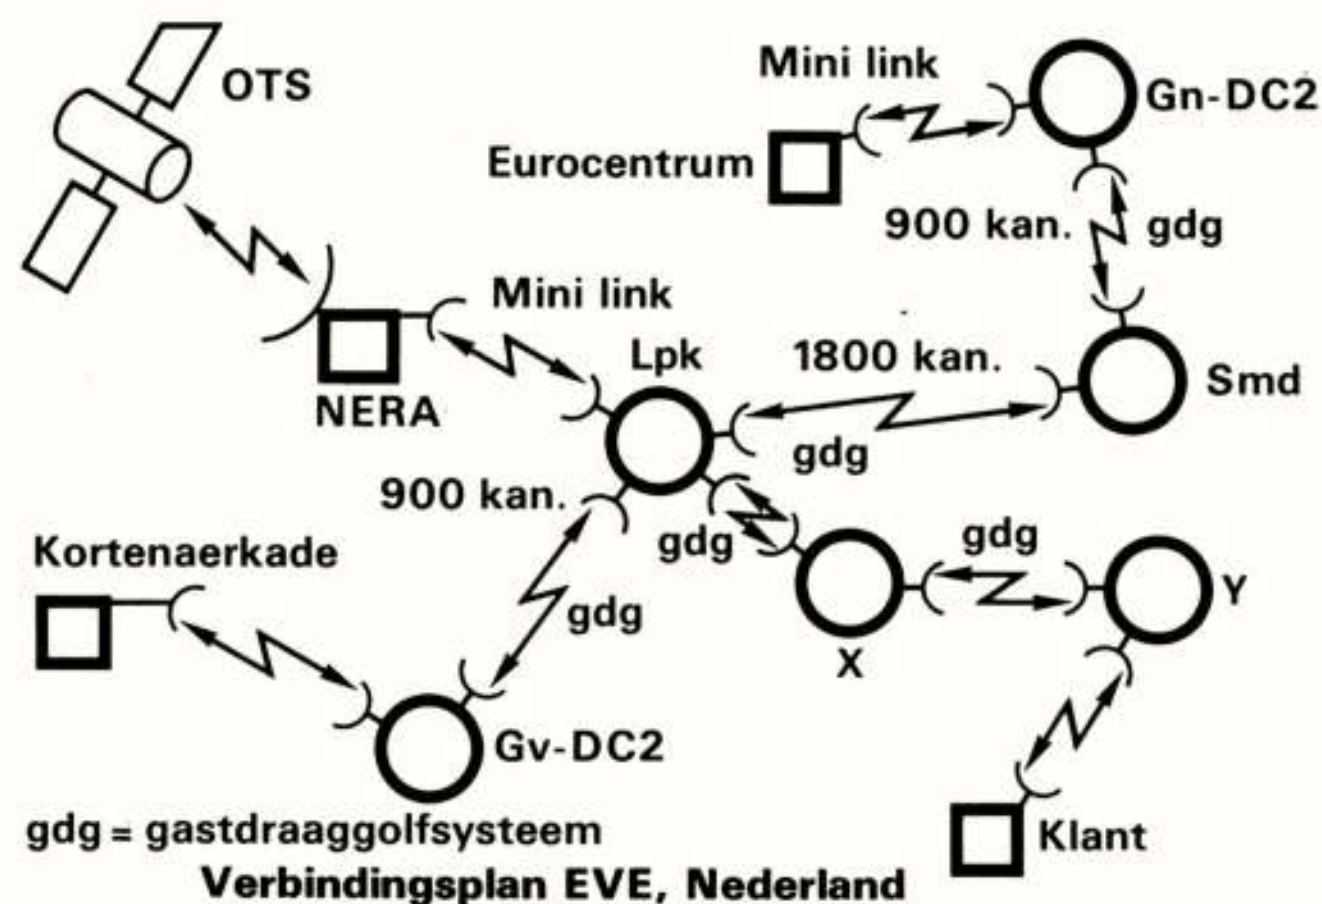 OTS
Mini link
Gn-DC2
Eurocentrum
900 kan.
gdg
Mini link
Lpk
1800 kan.
Smd
NERA
gdg
900 kan.
gdg
gdg
Kortenaerkade
gdg
Y
X
Gv-DC2
gdg = gastdraaggolfsysteem
Klant
Verbindingsplan EVE, Nederland